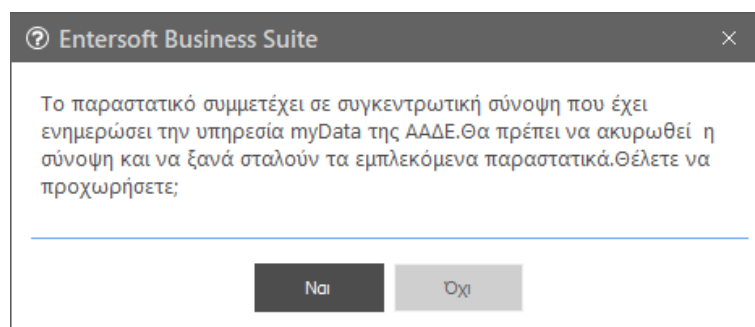 Entersoft Business Suite
Το παραστατικό συμμετέχει σε συγκεντρωτική σύνοψη που έχει
ενημερώσει την υπηρεσία myData της ΑΑΔΕ.Θα πρέπει να ακυρωθεί  η
σύνοψη και να ξανά σταλούν τα εμπλεκόμενα παραστατικά.Θέλετε να
προχωρήσετε;
Ναι Όχι